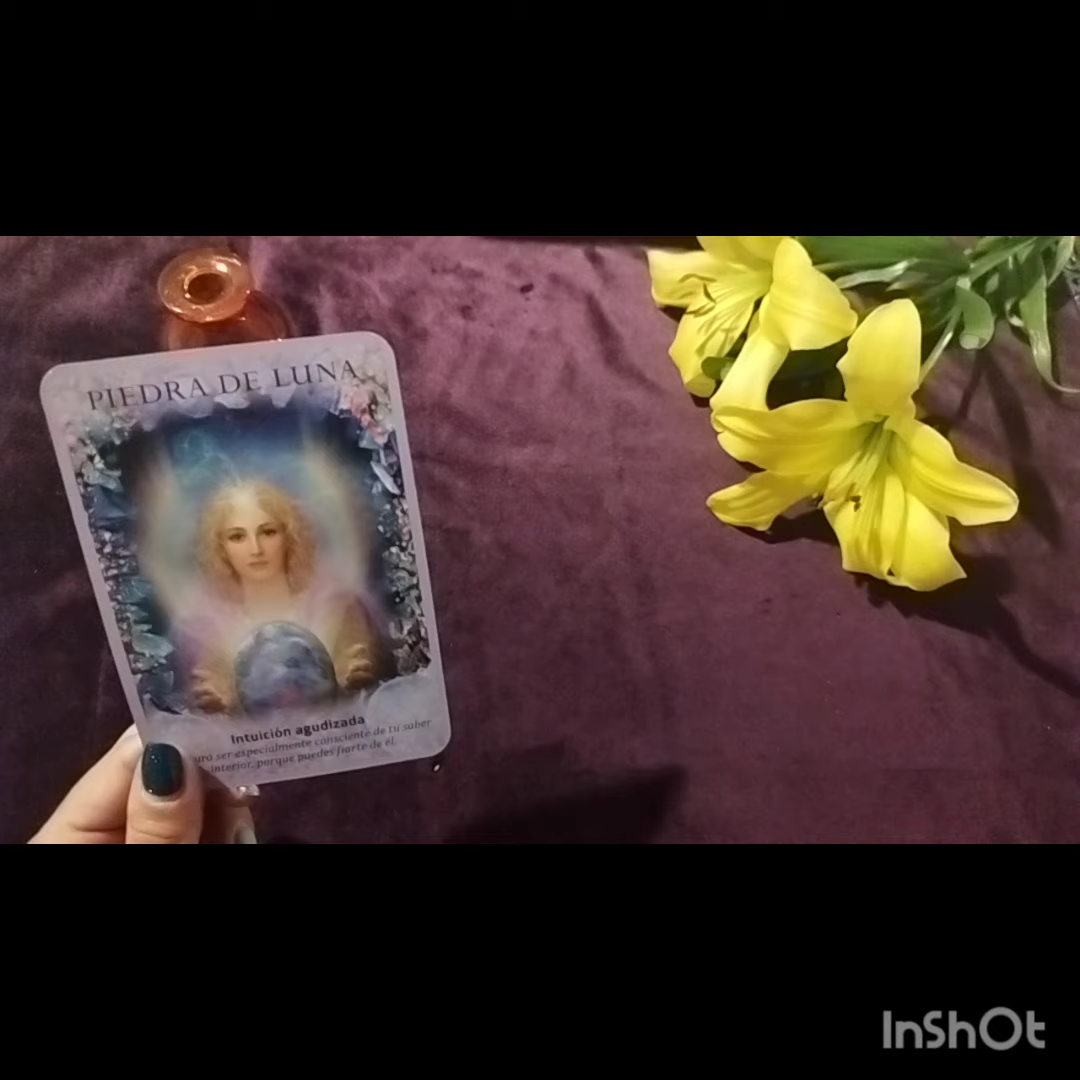 PIEDRA DE LUNA
Intuición agudizada
ser especialmente consciente de tu saber
interior, porque puedes fiarte de él.
InShOt